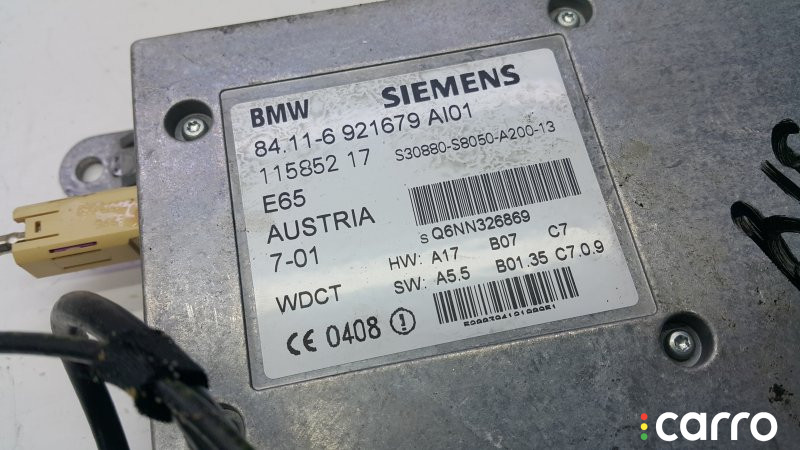 BMW SIEMENS
84.11-6 921679 AI01
115852 17 S30880-S8050-A200-13
E65
AUSTRIA
S Q6NN326869
7-01 HW: A17 B07 C7
WDCT SW: A5.5 B01.35 C7.0.9
CE 0408
carro